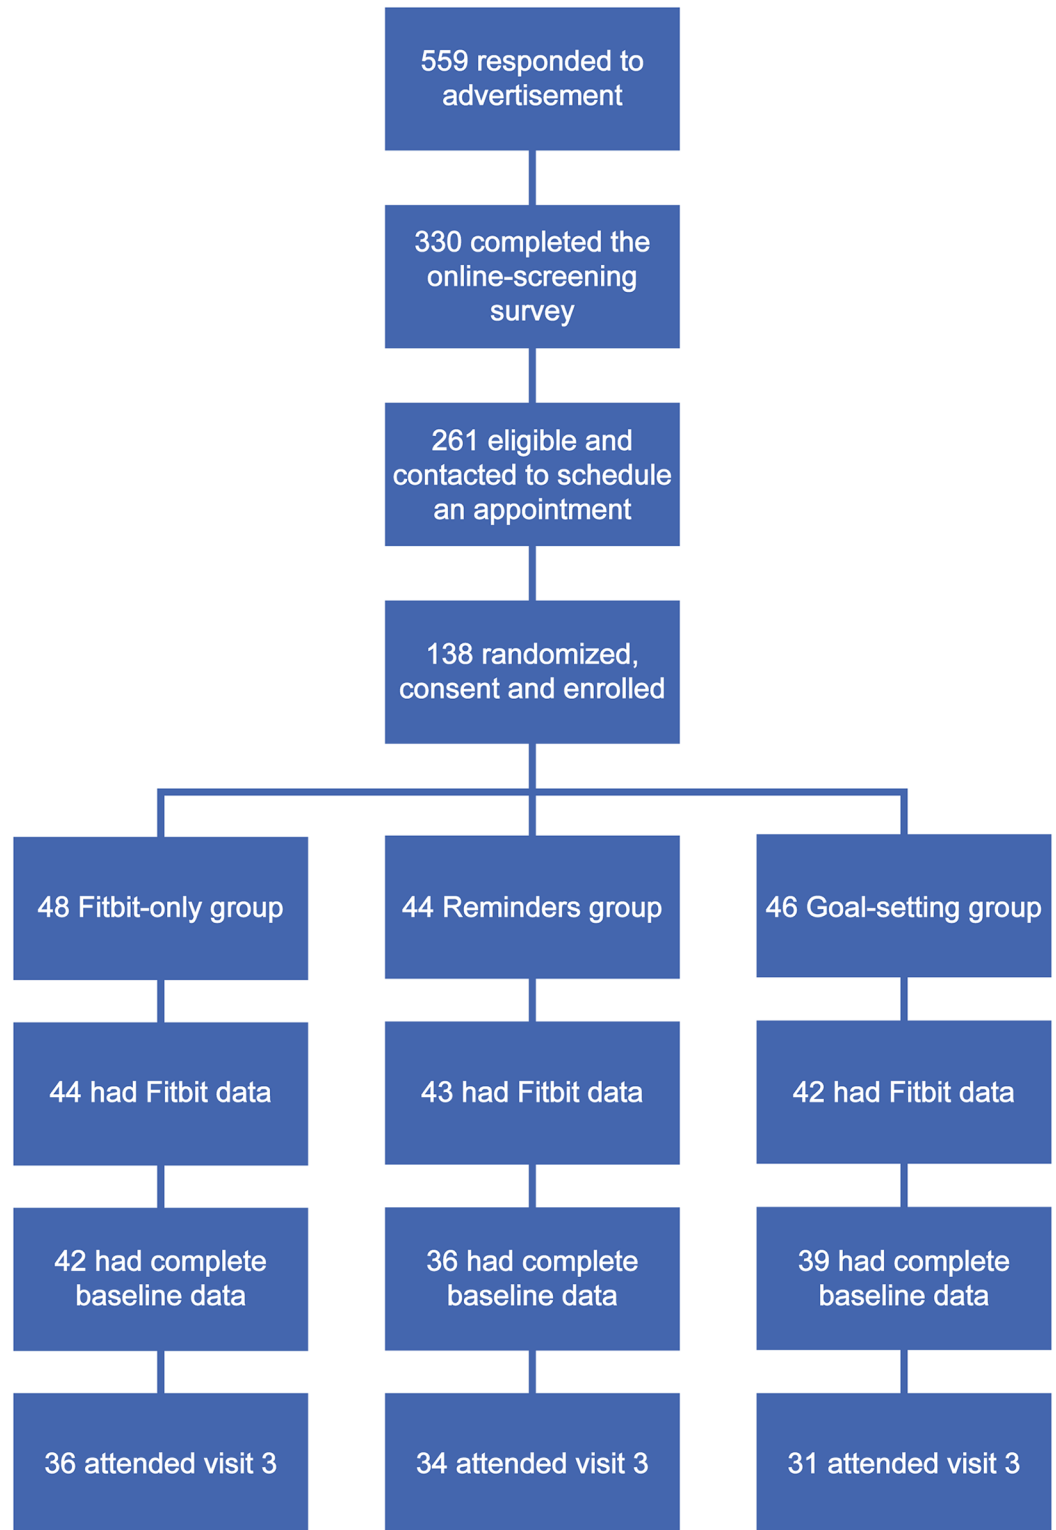 559 responded to
advertisement
330 completed the
online-screening
survey
261 eligible and
contacted to schedule
an appointment
138 randomized,
consent and enrolled
48 Fitbit-only group
44 Reminders group
46 Goal-setting group
44 had Fitbit data
43 had Fitbit data
42 had Fitbit data
42 had complete
baseline data
36 had complete
baseline data
39 had complete
baseline data
36 attended visit 3
34 attended visit 3
31 attended visit 3